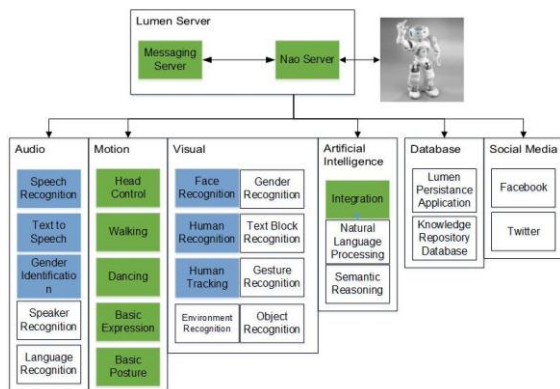 Lumen Server
Messaging
Server
Nao Server
Audio
Speech
Recognition
Text to
Speech
Gender
Identificatio
n
Speaker
Recognition
Language
Recognition
Motion
Head
Control
Walking
Dancing
Basic
Expression
Basic
Posture
Visual
Face
Recognition
Gender
Recognition
Human
Recognition
Text Block
Recognition
Human
Tracking
Gesture
Recognition
Environment
Recognition
Object
Recognition
Artificial
Intelligence
Integration
Natural
Language
Processing
Semantic
Reasoning
Database
Lumen
Persistance
Application
Knowledge
Repository
Database
Social Media
Facebook
Twitter